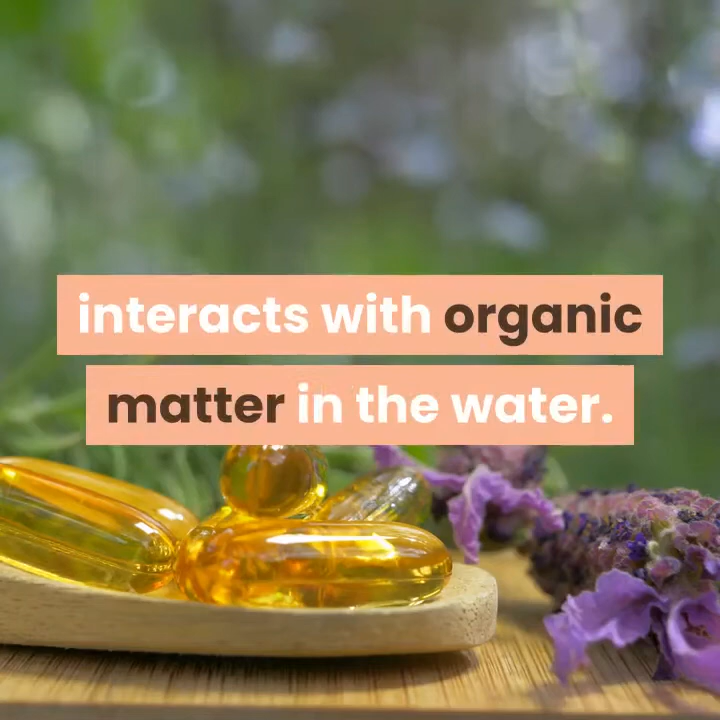 interacts with organic
matter in the water.